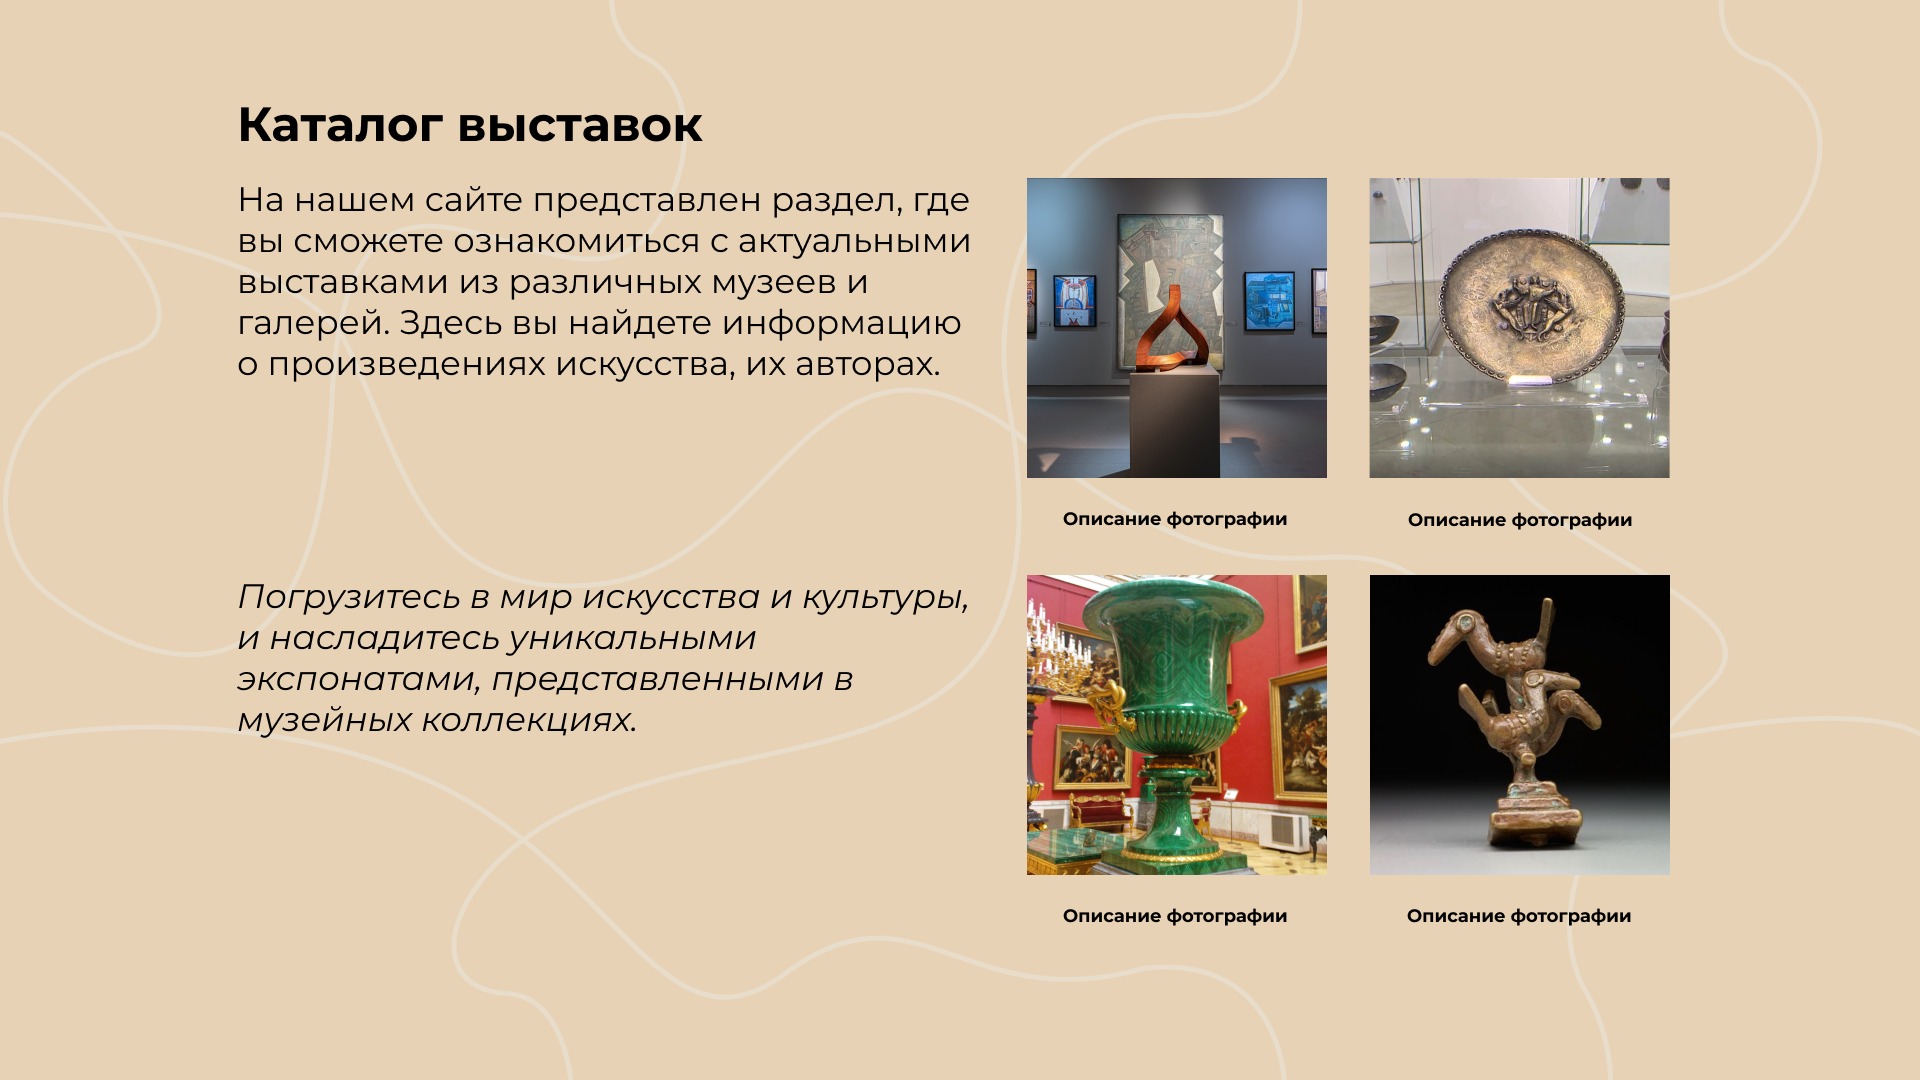 Каталог выставок
На нашем сайте представлен раздел, где
вы сможете ознакомиться с актуальными
выставками из различных музеев и
галерей. Здесь вы найдете информацию
о произведениях искусства, их авторах.
Погрузитесь в мир искусства и культуры,
и насладитесь уникальными
экспонатами, представленными в
музейных коллекциях.
Описание фотографии
Описание фотографии
Описание фотографии
Описание фотографии